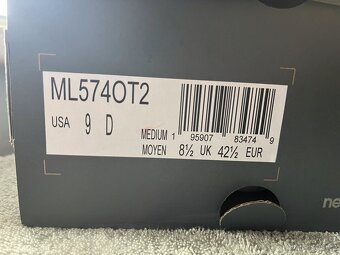 ML574OT2
USA 9 D
MEDIUM 1 95907 83474 9
MOYEN 8½ UK 42½ EUR
ne